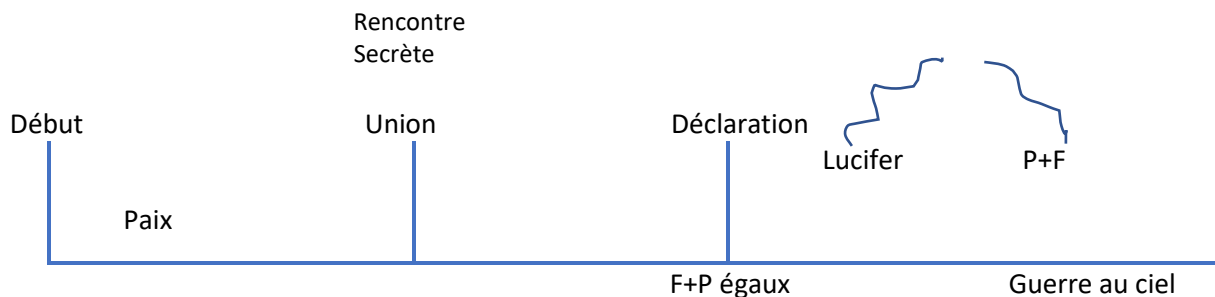 Rencontre
Secrète
Début
Union
Déclaration
Lucifer
P+F
Paix
F+P égaux
Guerre au ciel